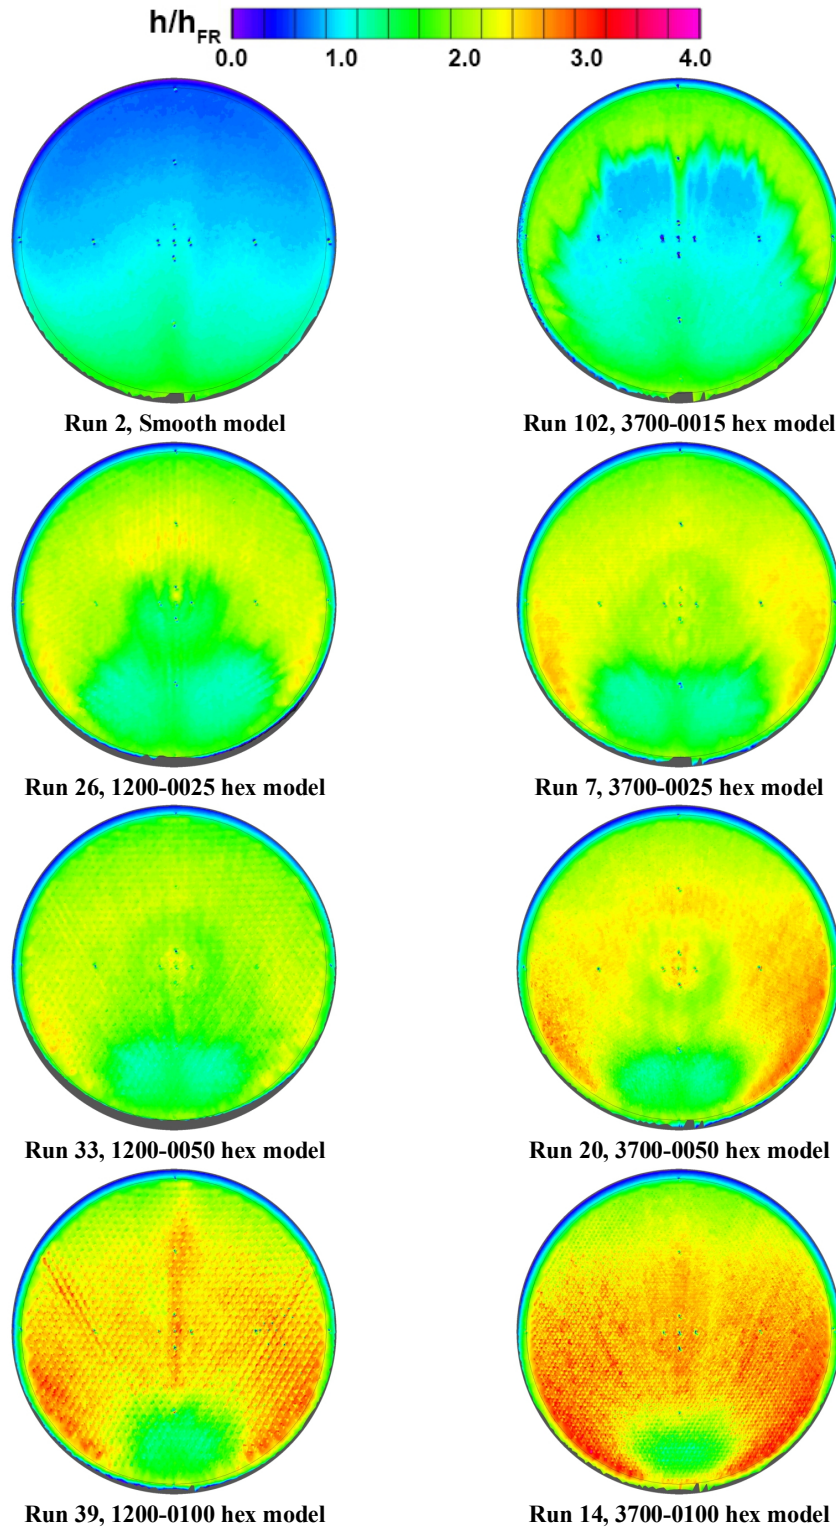 h/hFR
0.0 1.0 2.0 3.0 4.0
Run 2, Smooth model
Run 102, 3700-0015 hex model
Run 26, 1200-0025 hex model
Run 7, 3700-0025 hex model
Run 33, 1200-0050 hex model
Run 20, 3700-0050 hex model
Run 39, 1200-0100 hex model
Run 14, 3700-0100 hex model